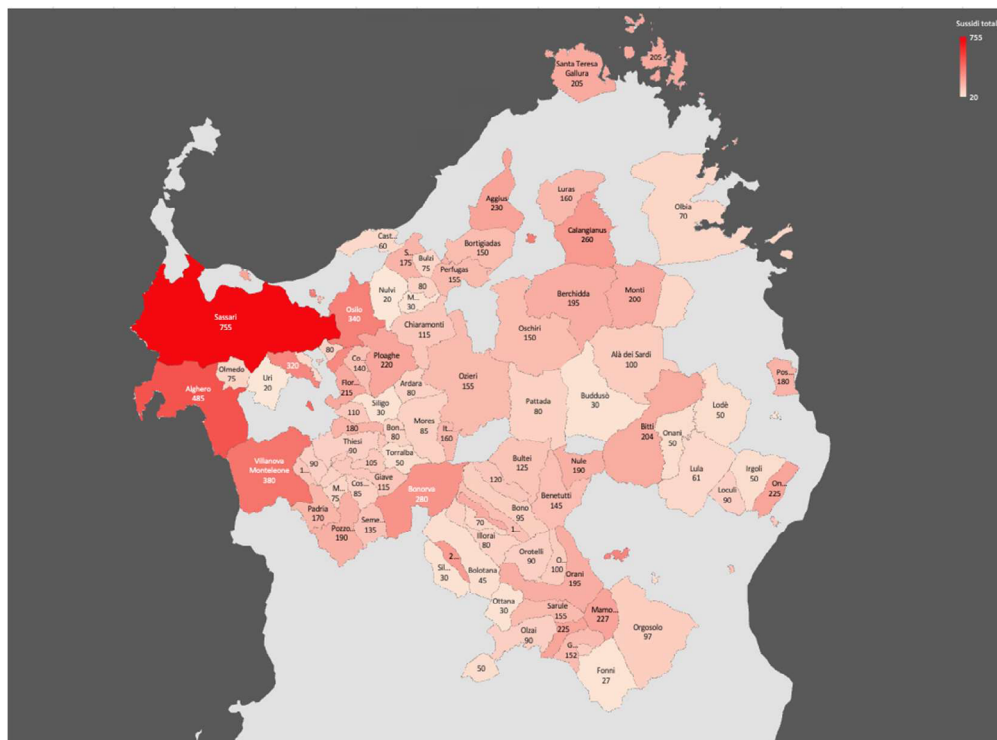 Sussidi total
755
20
Santa Teresa
Gallura
205
205
Aggius
230
Luras
160
Calangianus
260
Olbia
70
Cast...
60
S...
175
Bulzi
75
Bortigiadas
150
Perfugas
155
80
M...
30
Nulvi
20
Sassari
755
Osilo
340
Chiaramonti
115
Berchidda
195
Monti
200
Oschiri
150
80
320
Co...
140
Ploaghe
220
Olmedo
75
Uri
20
Alghero
485
Flor...
215
Ardara
80
Ozieri
155
Alà dei Sardi
100
Pos...
180
Siligo
30
110
180
Bon...
80
Mores
85
It...
160
Pattada
80
Buddusò
30
Lodè
50
Bitti
204
Onanì
50
Thiesi
90
Torralba
50
1...
90
105
Villanova
Monteleone
380
M...
75
Cos...
85
Giave
115
Bonorva
280
Bultei
125
Nule
190
Lula
61
Irgoli
50
Loculi
90
On...
225
120
Benetutti
145
Padria
170
Pozzo...
190
Seme...
135
Bono
95
70
1...
Illorai
80
Orotelli
90
O...
100
2...
Sil...
30
Bolotana
45
Orani
195
Ottana
30
Sarule
155
Mamo...
227
225
Olzai
90
G...
152
Orgosolo
97
50
Fonni
27